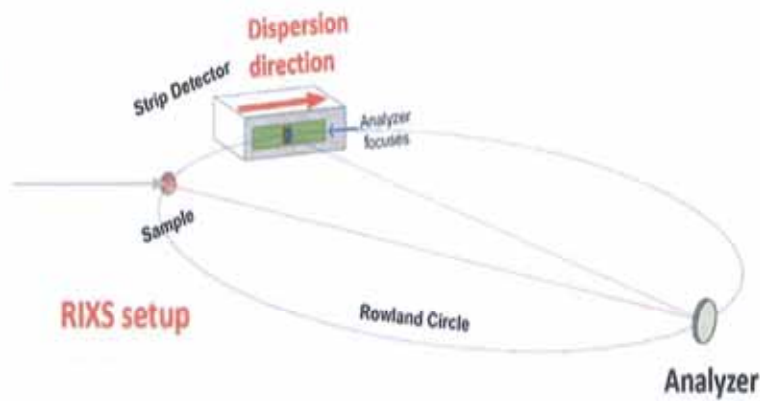 Dispersion
direction
Strip Detector
Analyzer
focuses
Sample
RIXS setup
Rowland Circle
Analyzer